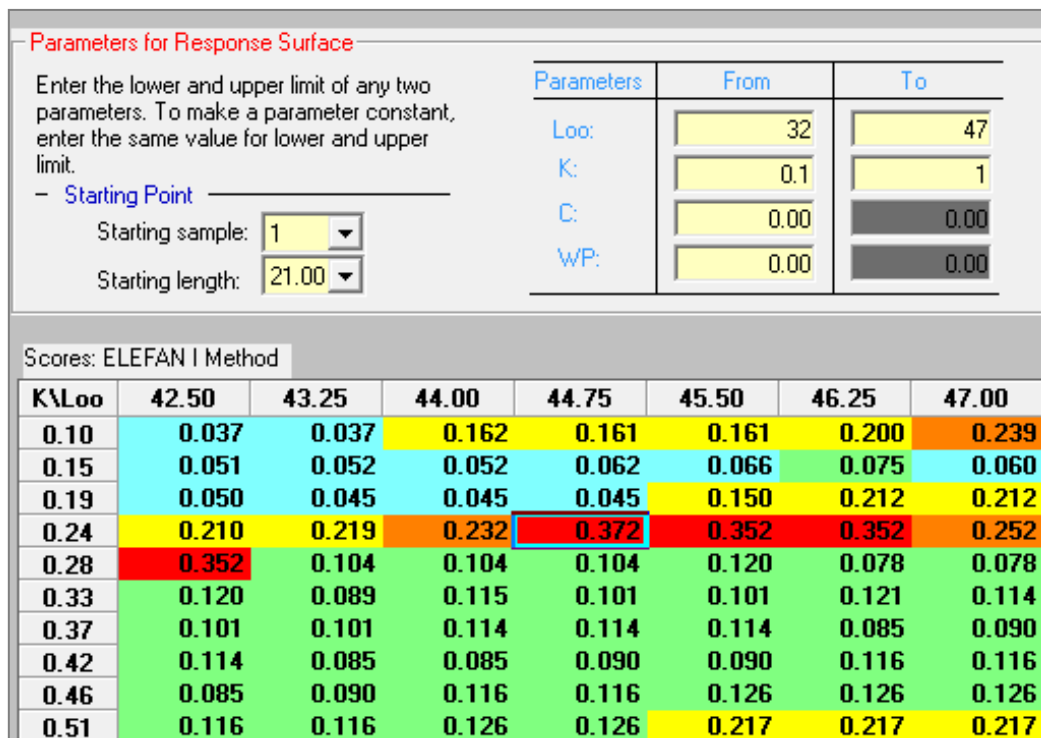 Parameters for Response Surface
Enter the lower and upper limit of any two
parameters. To make a parameter constant,
enter the same value for lower and upper
limit.
Starting Point
Starting sample: 1
Starting length: 21.00
Parameters From To
Loo: 32 47
K: 0.1 1
C: 0.00 0.00
WP: 0.00 0.00
Scores: ELEFAN I Method
K\Loo 42.50 43.25 44.00 44.75 45.50 46.25 47.00
0.10 0.037 0.037 0.162 0.161 0.161 0.200 0.239
0.15 0.051 0.052 0.052 0.062 0.066 0.075 0.060
0.19 0.050 0.045 0.045 0.045 0.150 0.212 0.212
0.24 0.210 0.219 0.232 0.372 0.352 0.352 0.252
0.28 0.352 0.104 0.104 0.104 0.120 0.078 0.078
0.33 0.120 0.089 0.115 0.101 0.101 0.121 0.114
0.37 0.101 0.101 0.114 0.114 0.114 0.085 0.090
0.42 0.114 0.085 0.085 0.090 0.090 0.116 0.116
0.46 0.085 0.090 0.116 0.116 0.126 0.126 0.126
0.51 0.116 0.116 0.126 0.126 0.217 0.217 0.217